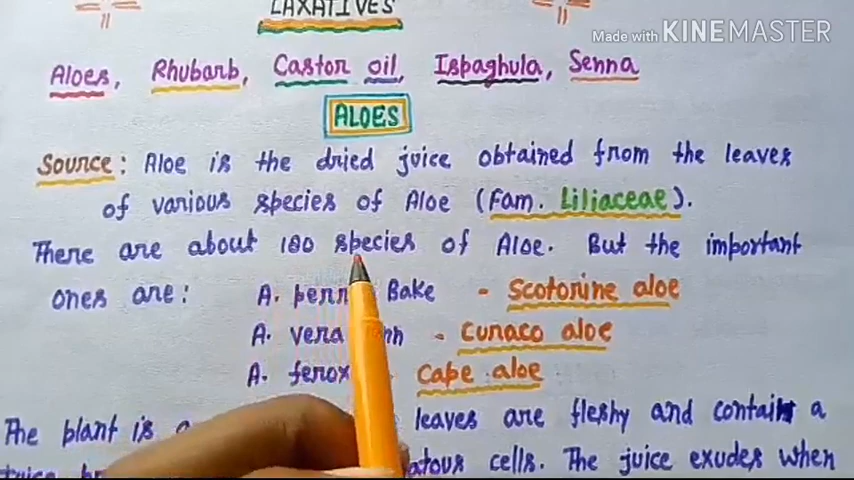 LAXATIVES
Made with KINEMASTER
Aloes, Rhubarb, Castor oil, Ispaghula, Senna
ALOES
Source: Aloe is the dried juice obtained from the leaves
of various species of Aloe (Fam. Liliaceae).
There are about 180 species of Aloe. But the important
ones are: A. Bake - Scotorine aloe
A. vera - Curaco aloe
A. ferox - Cape aloe
The plant is leaves are fleshy and contain a
cells. The juice exudes when